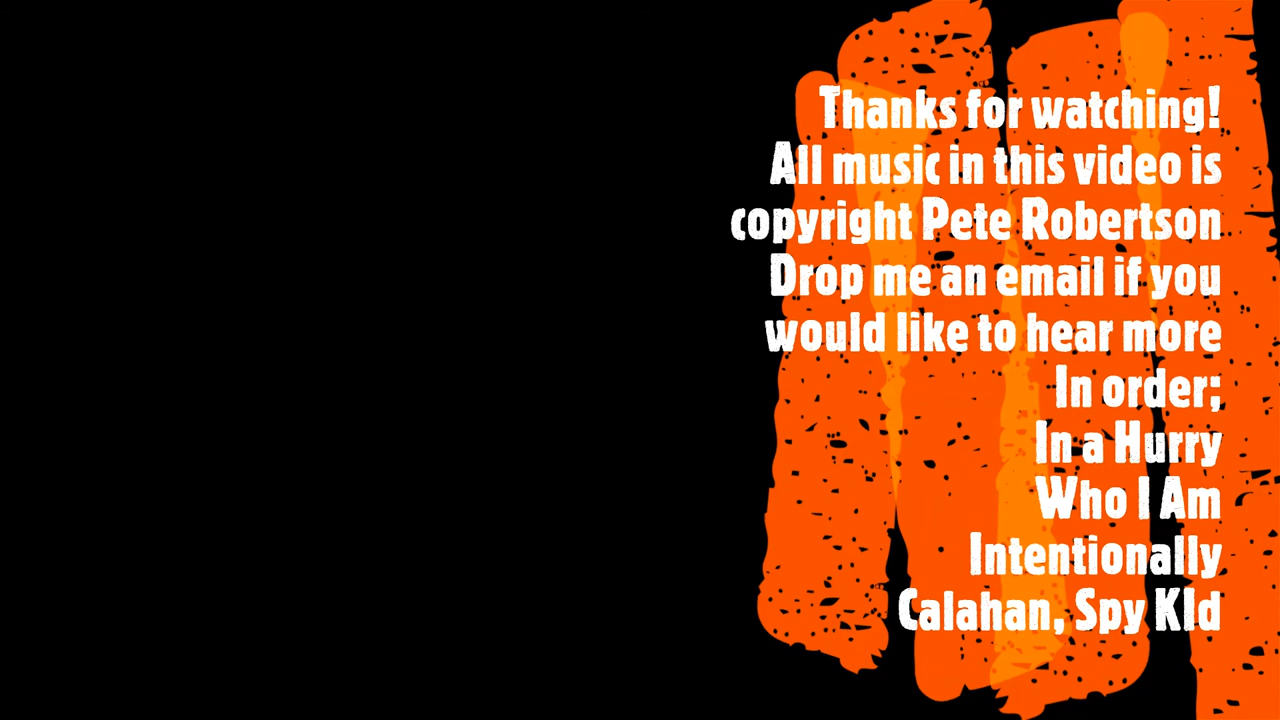 Thanks for watching!
All music in this video is
copyright Pete Robertson
Drop me an email if you
would like to hear more
In order;
In a Hurry
Who I Am
Intentionally
Calahan, Spy KId